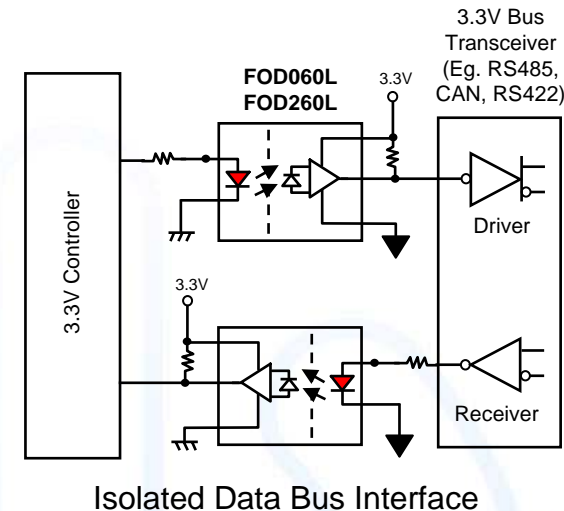 3.3V Bus
Transceiver
(Eg. RS485,
CAN, RS422)
FOD060L
FOD260L
3.3V
3.3V Controller
Driver
3.3V
Receiver
Isolated Data Bus Interface